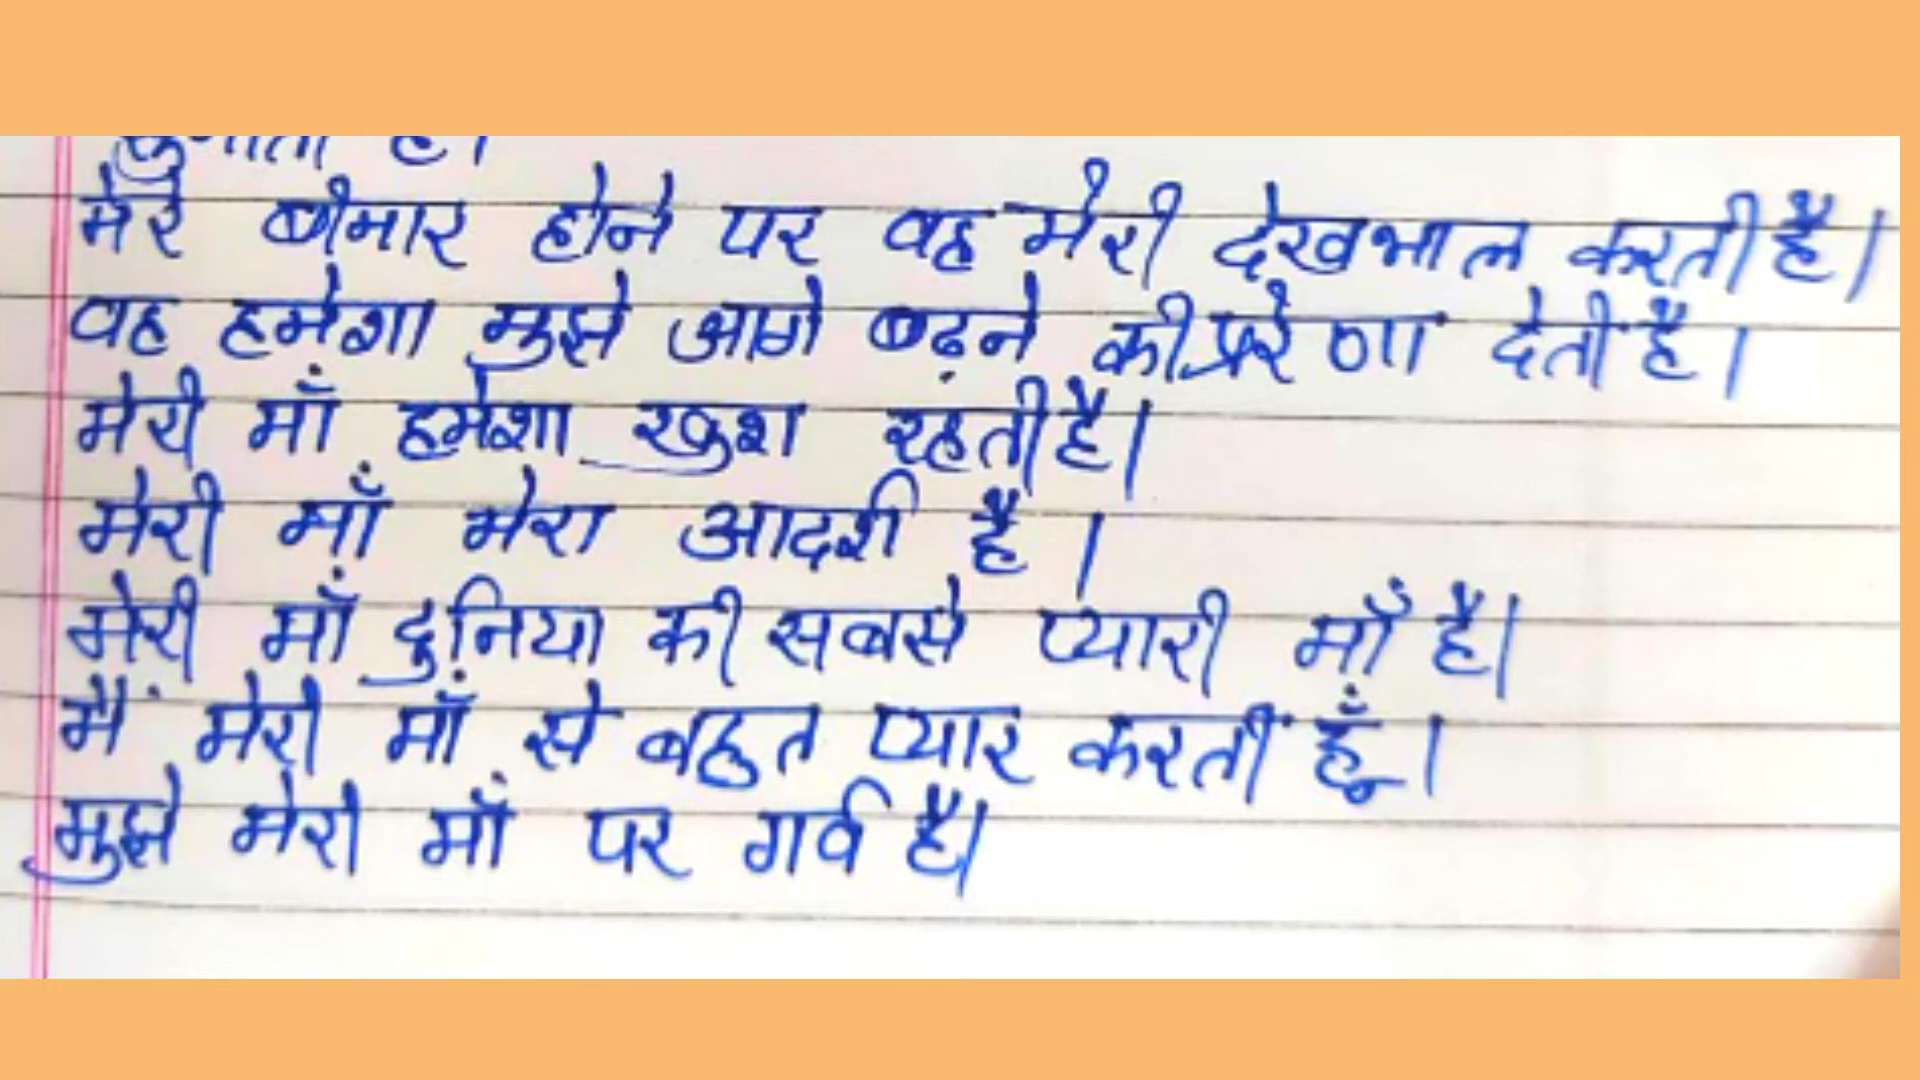 मेरे बीमार होने पर वह मेरी देखभाल करती है।
वह हमेशा मुझे आगे बढ़ने की प्रेरणा देती है।
मेरी माँ हमेशा खुश रहती है।
मेरी माँ मेरा आदर्श है।
मेरी माँ दुनिया की सबसे प्यारी माँ है।
मैं मेरी माँ से बहुत प्यार करती हूँ।
मुझे मेरी माँ पर गर्व है।